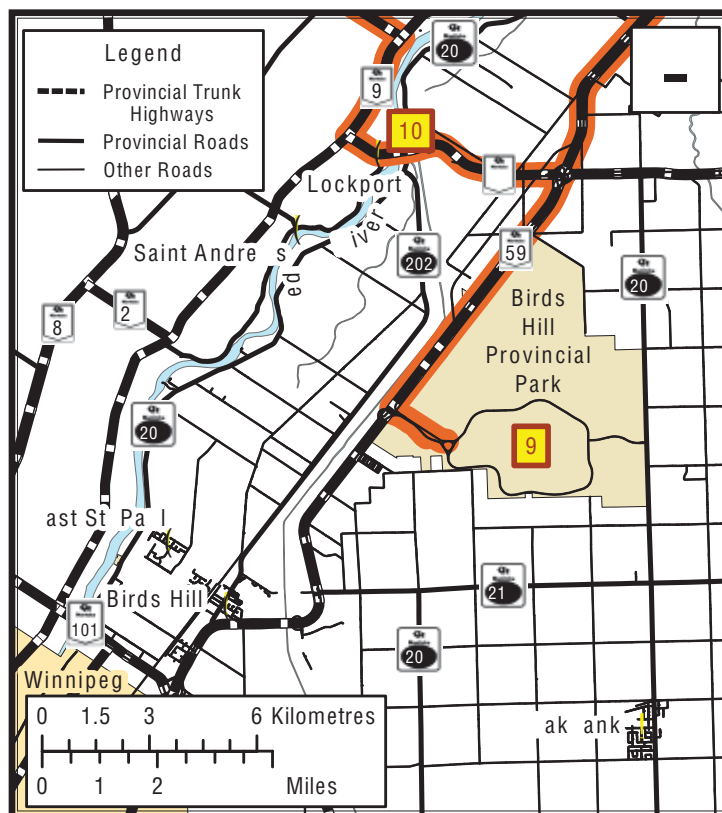 Legend
Provincial Trunk
Highways
Provincial Roads
Other Roads
20
9
10
Lockport
iver
Saint Andre s
ed
202
59
20
8
2
Birds
Hill
Provincial
Park
9
20
ast St Pa l
Birds Hill
21
101
20
Winnipeg
ak ank
0 1.5 3 6 Kilometres
0 1 2 Miles